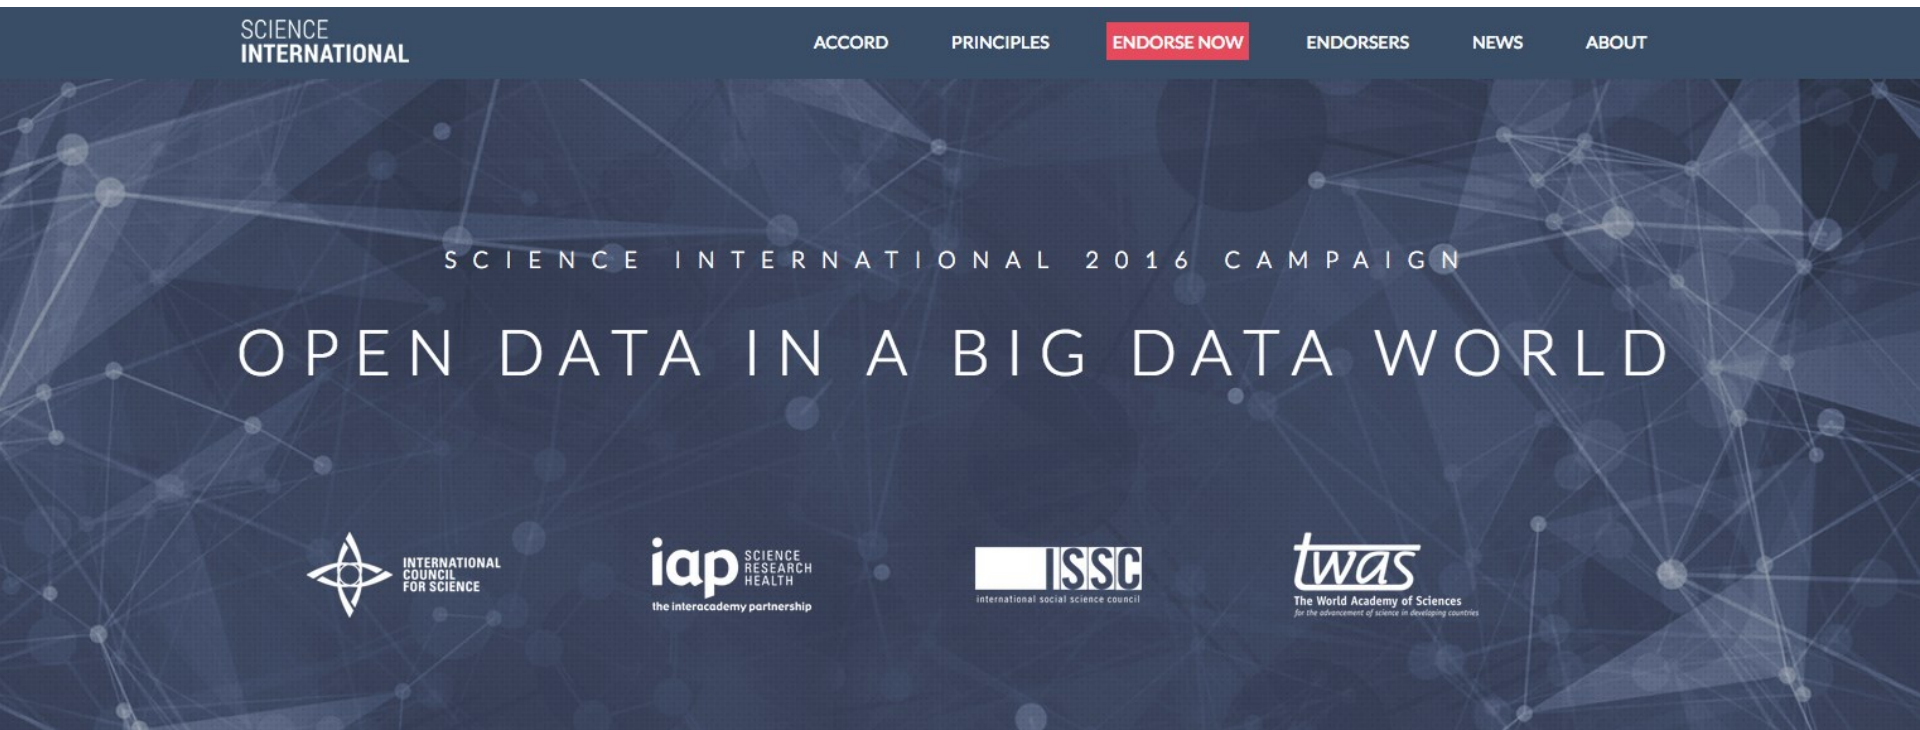 SCIENCE
INTERNATIONAL
ACCORD
PRINCIPLES
ENDORSE NOW
ENDORSERS
NEWS
ABOUT
SCIENCE INTERNATIONAL 2016 CAMPAIGN
OPEN DATA IN A BIG DATA WORLD
INTERNATIONAL
COUNCIL
FOR SCIENCE
iap
SCIENCE
RESEARCH
HEALTH
the interacademy partnership
ISSC
international social science council
twas
The World Academy of Sciences
for the advancement of science in developing countries